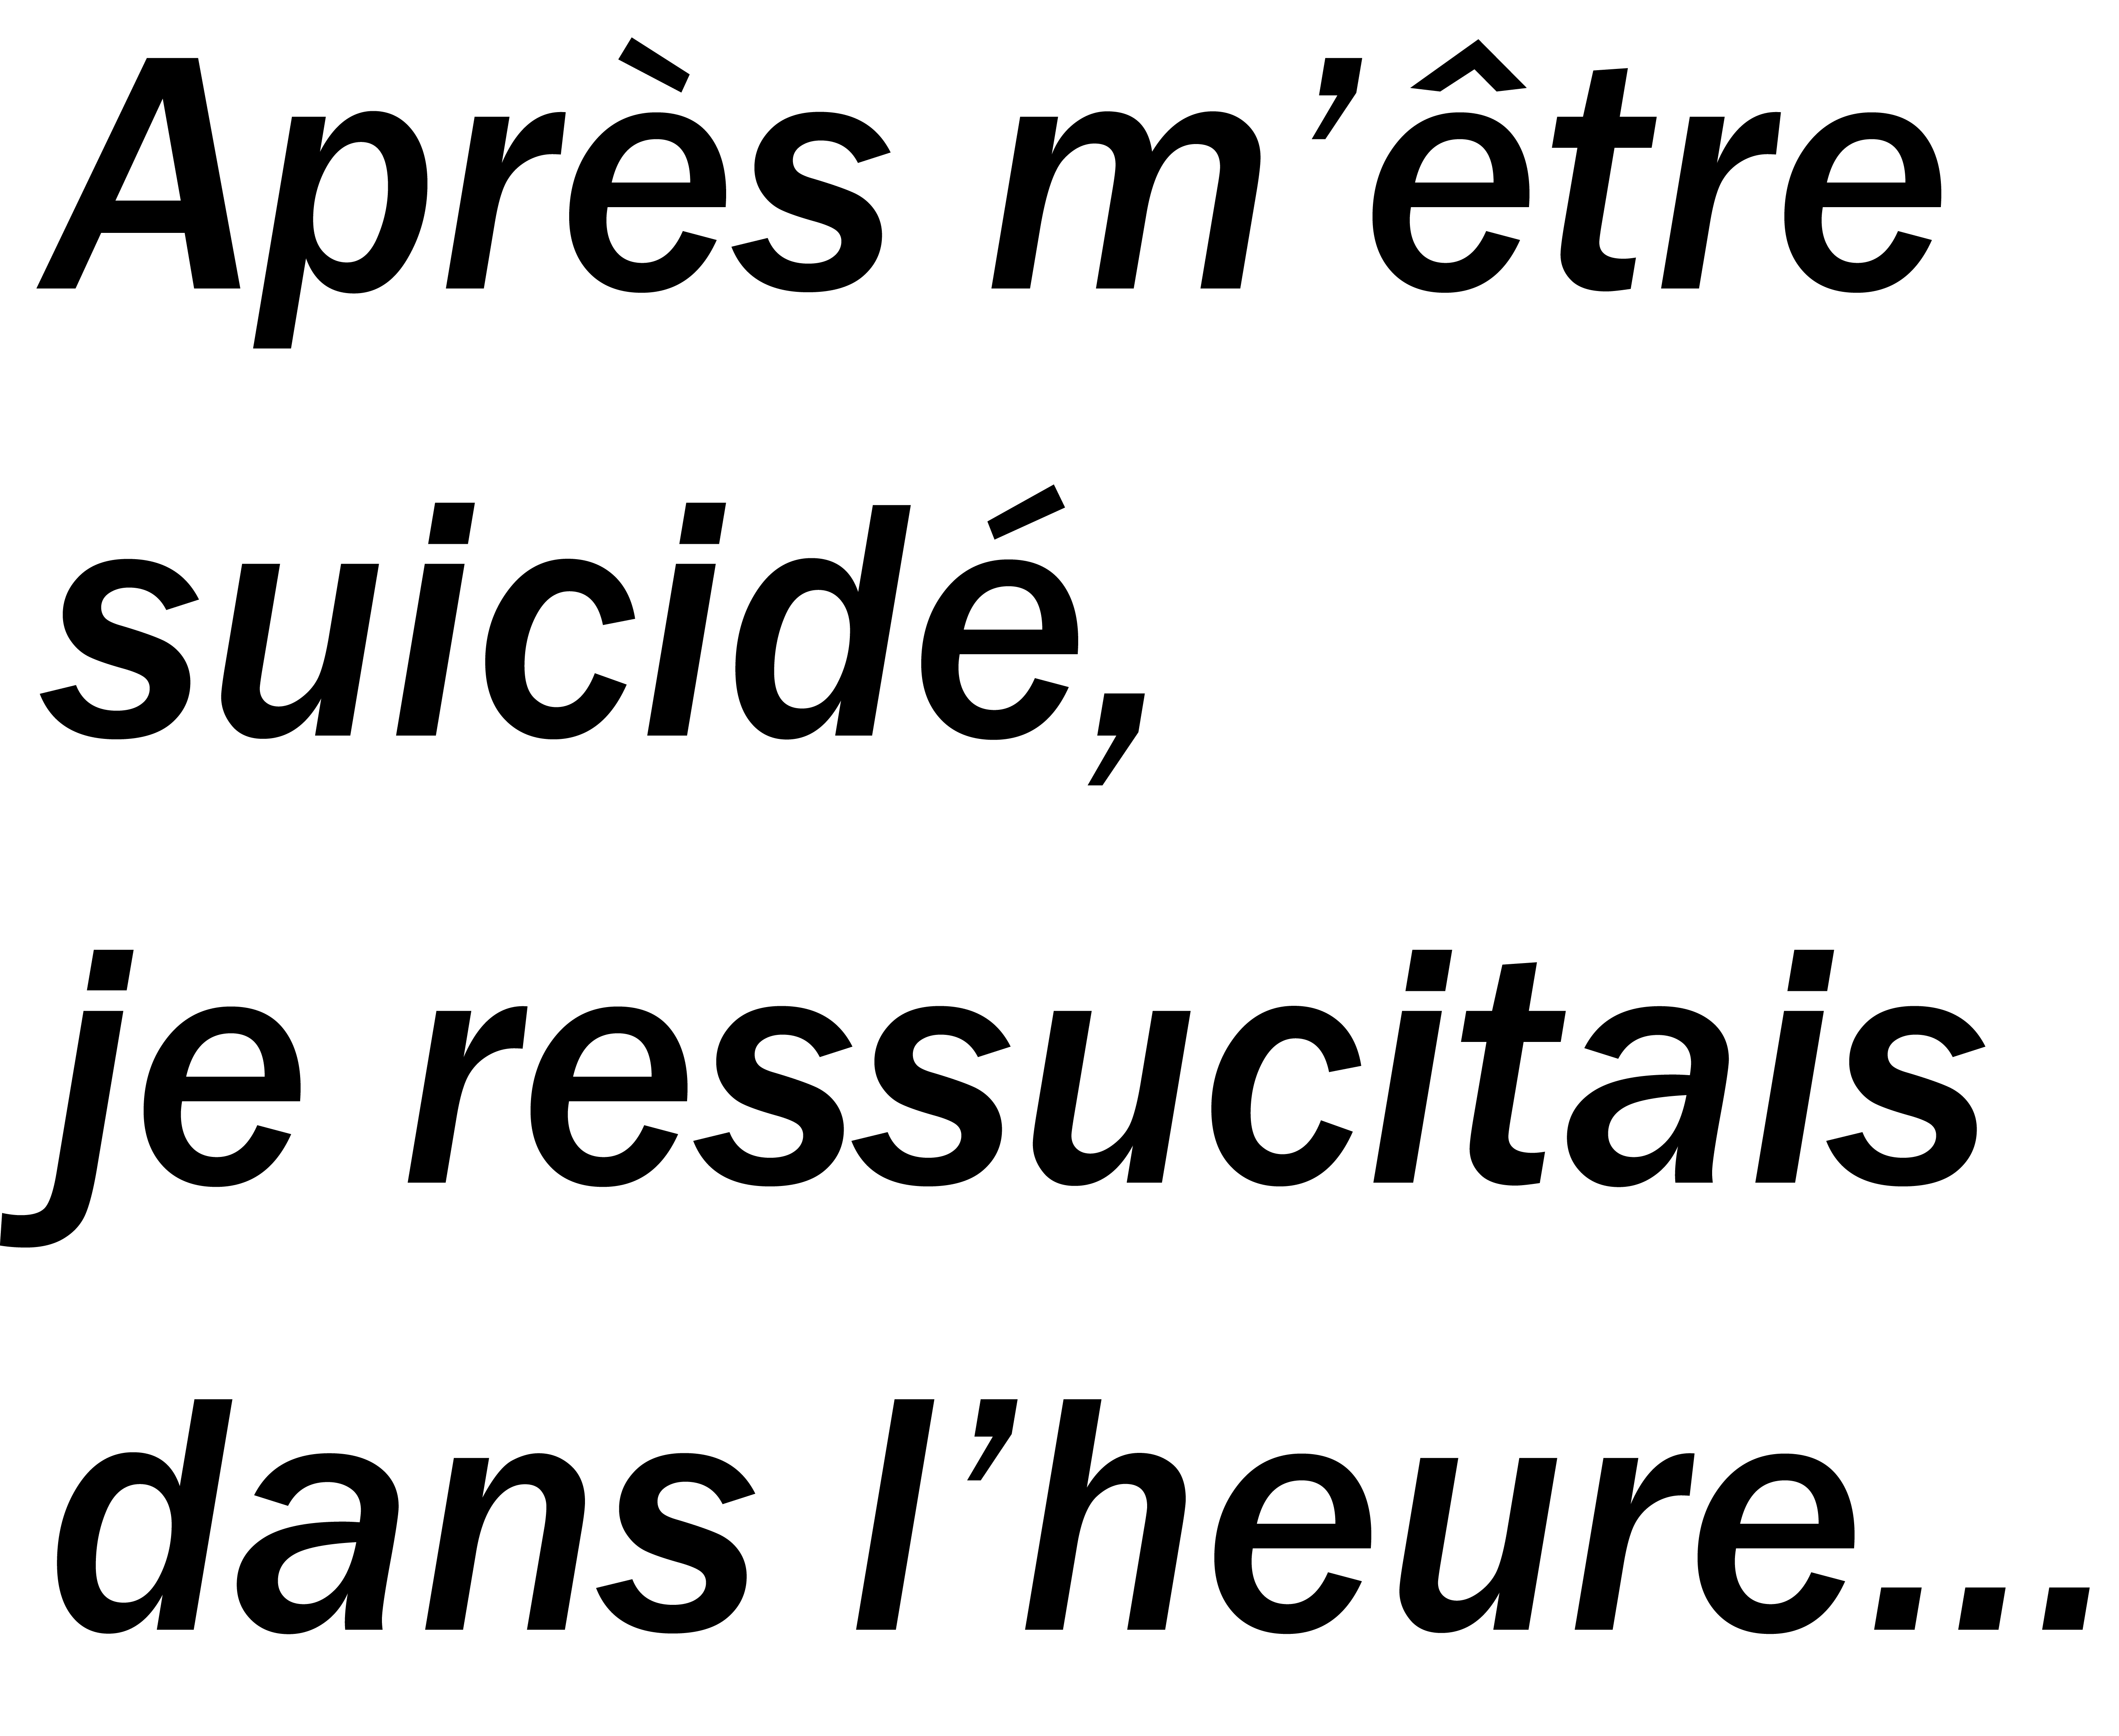 Après m’être
suicidé,
je ressucitais
dans l’heure...